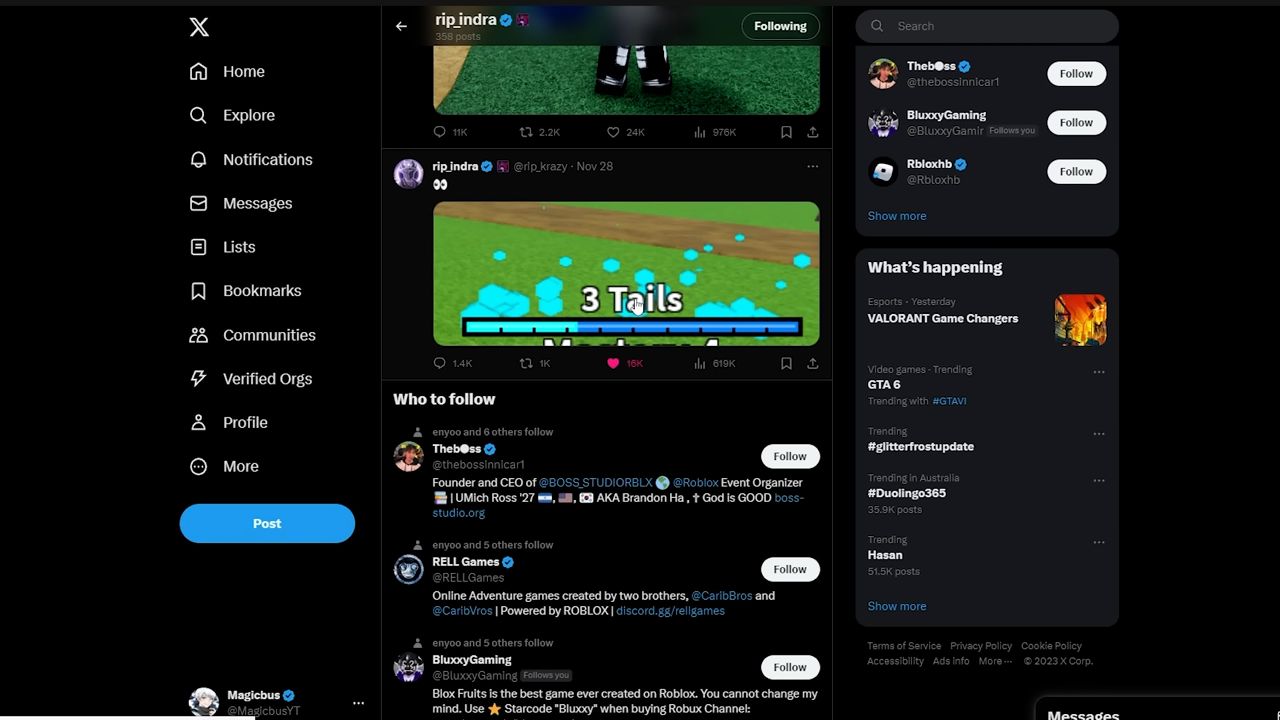 Home
Explore
Notifications
Messages
Lists
Bookmarks
Communities
Verified Orgs
Profile
More
Post
Magicbus
@MagicbusYT
rip_indra
358 posts
Following
11K 2.2K 24K 976K
rip_indra @rip_krazy · Nov 28
3 Tails
1.4K 1K 16K 619K
Who to follow
enyoo and 6 others follow
Theb●ss
@thebossinnicar1
Follow
Founder and CEO of @BOSS_STUDIORBLX 🌎 @Roblox Event Organizer
| UMich Ross '27 AKA Brandon Ha , ✝ God is GOOD boss-
studio.org
enyoo and 5 others follow
RELL Games
@RELLGames
Follow
Online Adventure games created by two brothers, @CaribBros and
@CaribVros | Powered by ROBLOX | discord.gg/rellgames
enyoo and 5 others follow
BluxxyGaming
@BluxxyGaming Follows you
Follow
Blox Fruits is the best game ever created on Roblox. You cannot change my
mind. Use ⭐ Starcode "Bluxxy" when buying Robux Channel:
Search
Theb●ss
@thebossinnicar1
Follow
BluxxyGaming
@BluxxyGamir Follows you
Follow
Rbloxhb
@Rbloxhb
Follow
Show more
What's happening
Esports · Yesterday
VALORANT Game Changers
Video games · Trending
GTA 6
Trending with #GTAVI
Trending
#glitterfrostupdate
Trending in Australia
#Duolingo365
35.9K posts
Trending
Hasan
51.5K posts
Show more
Terms of Service Privacy Policy Cookie Policy
Accessibility Ads info More ··· © 2023 X Corp.
Messages